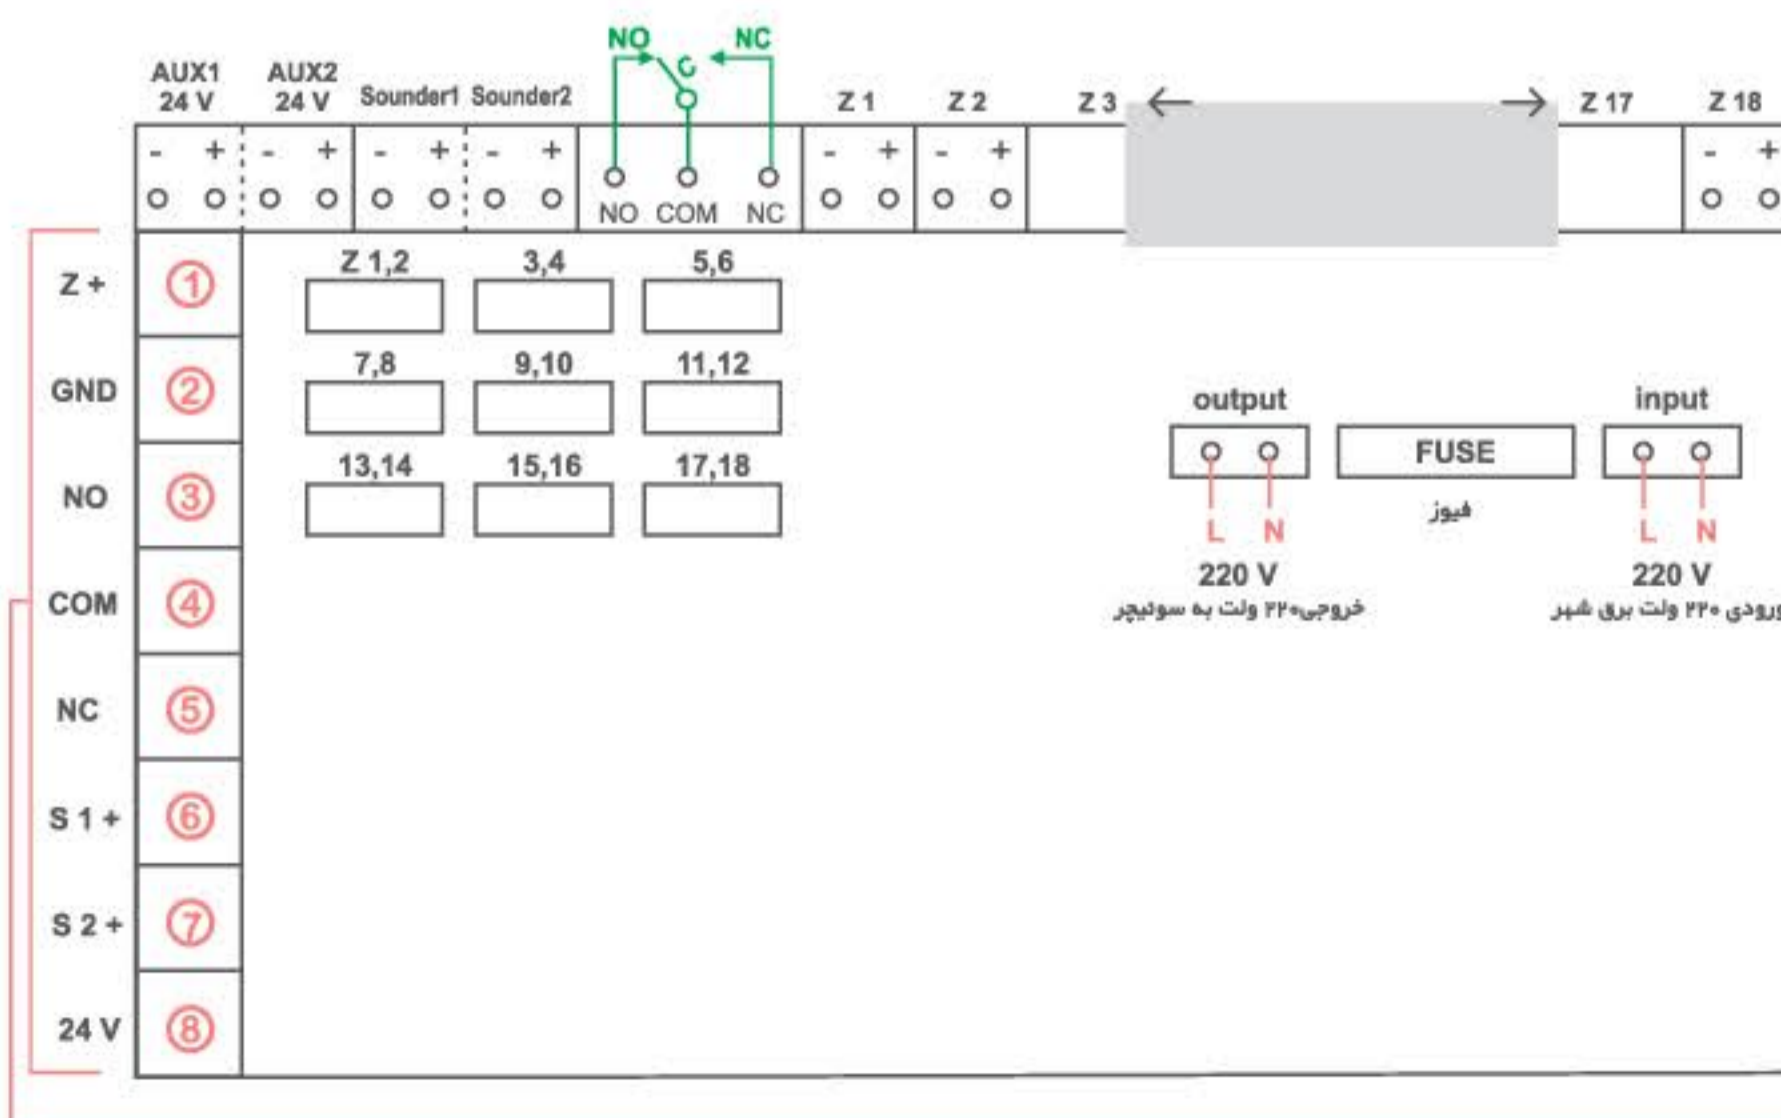 NO NC
C
AUX1 AUX2
24 V 24 V Sounder1 Sounder2 Z 1 Z 2 Z 3 Z 17 Z 18
- + - + - + - + - + - + - +
NO COM NC
Z + 1
GND 2
NO 3
COM 4
NC 5
S 1 + 6
S 2 + 7
24 V 8
Z 1,2 3,4 5,6
7,8 9,10 11,12
13,14 15,16 17,18
output
L N
220 V
خروجی۲۲۰ ولت به سوئیچر
FUSE
فیوز
input
L N
220 V
ورودی ۲۲۰ ولت برق شهر